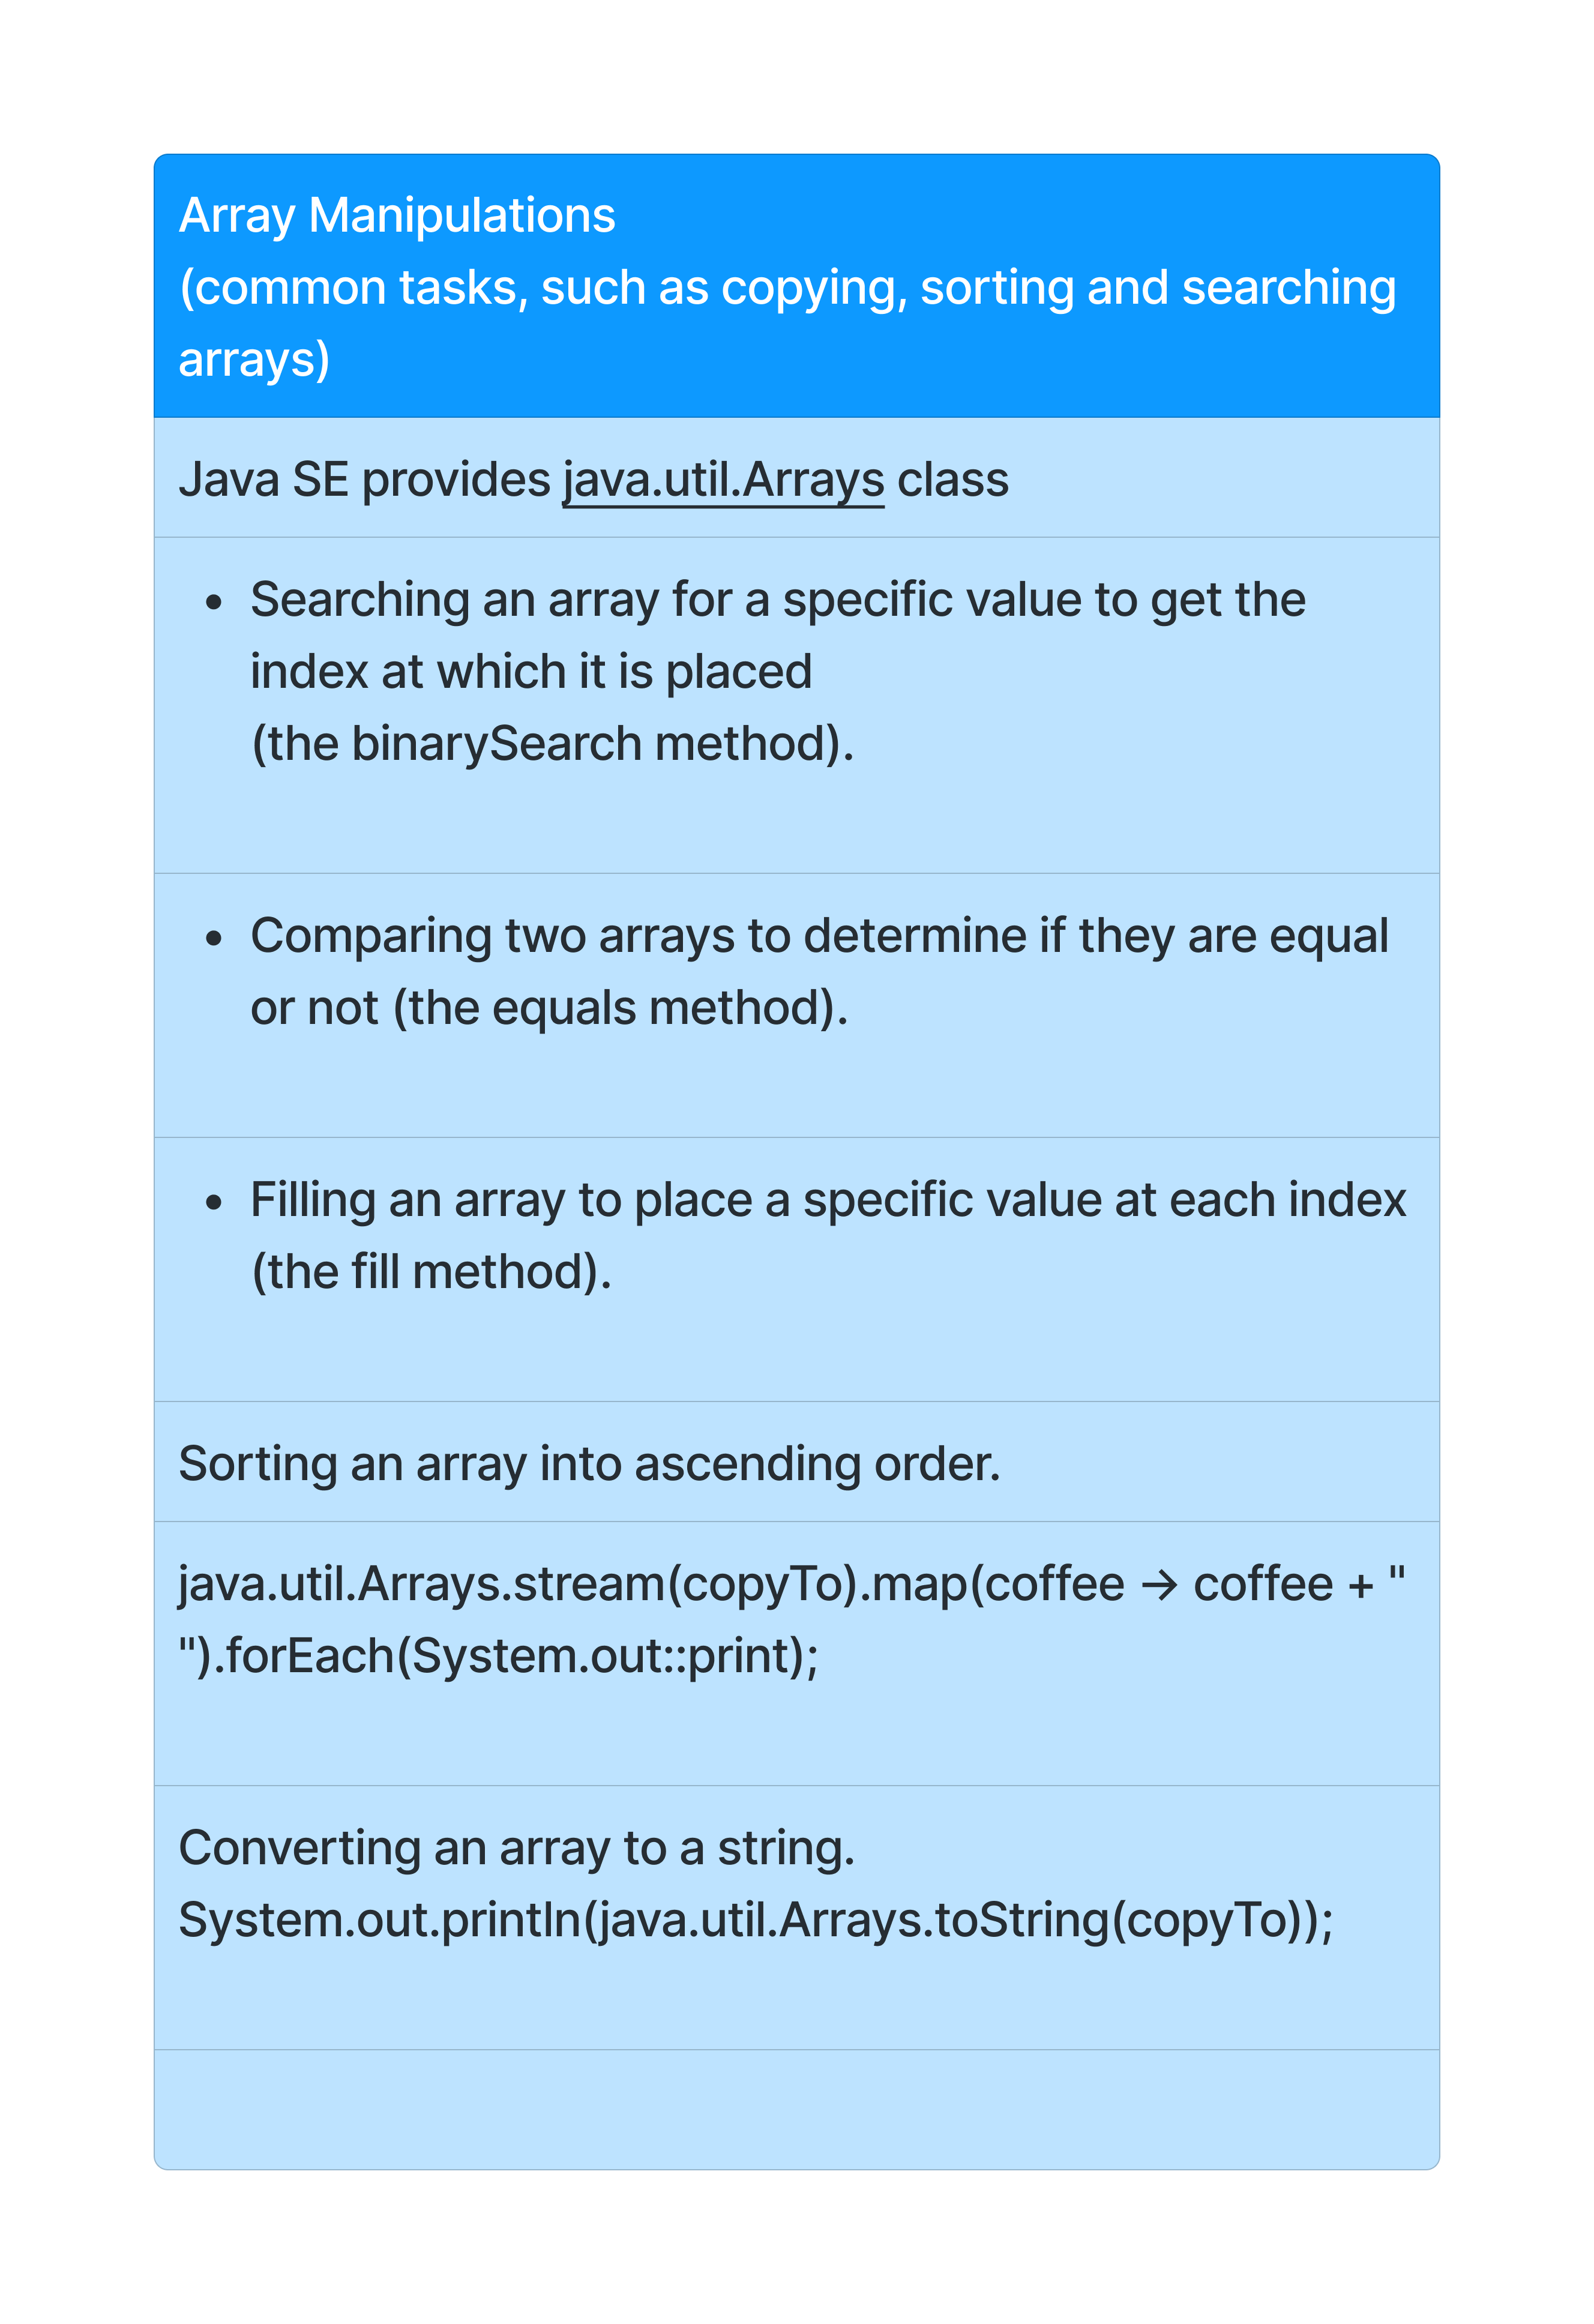 Array Manipulations
(common tasks, such as copying, sorting and searching
arrays)
Java SE provides java.util.Arrays class
• Searching an array for a specific value to get the
index at which it is placed
(the binarySearch method).
• Comparing two arrays to determine if they are equal
or not (the equals method).
• Filling an array to place a specific value at each index
(the fill method).
Sorting an array into ascending order.
java.util.Arrays.stream(copyTo).map(coffee → coffee + "
").forEach(System.out::print);
Converting an array to a string.
System.out.println(java.util.Arrays.toString(copyTo));